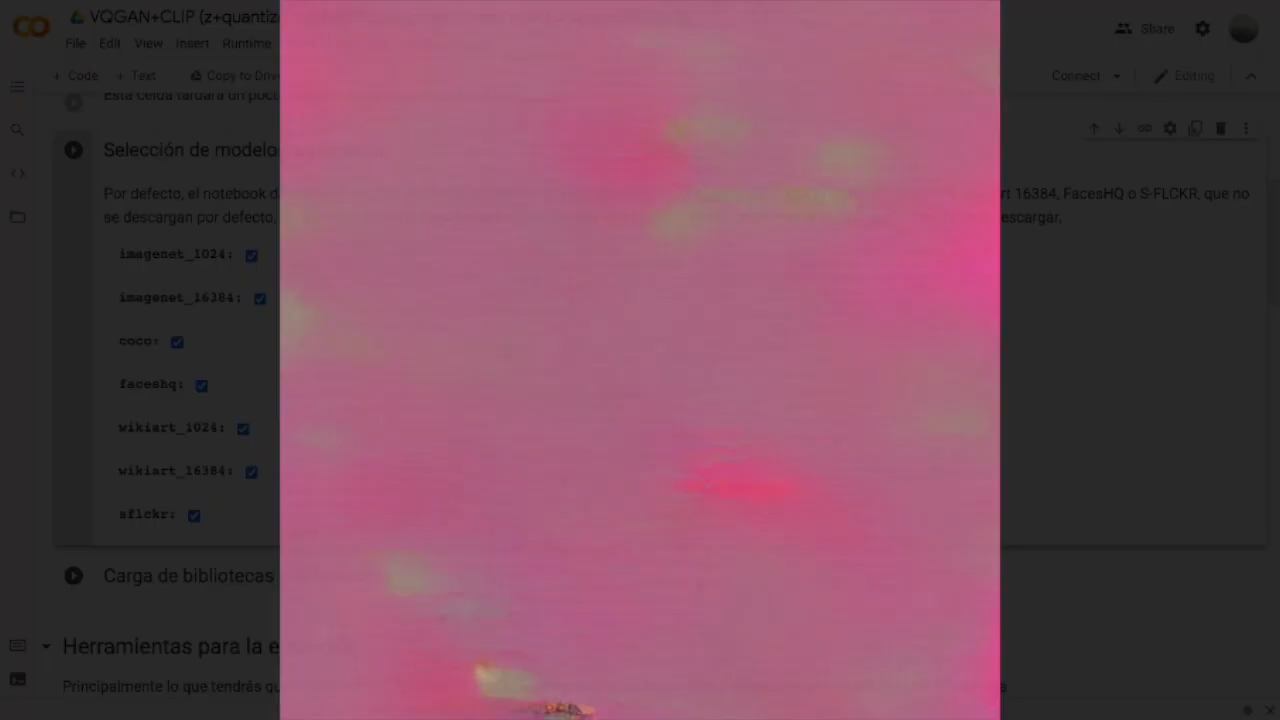 VQGAN+CLIP (z+quantize
File Edit View Insert Runtime
Share
+ Code + Text Copy to Drive
Connect
Editing
Esta celda tardará un poco
Selección de modelo
Por defecto, el notebook d
rt 16384, FacesHQ o S-FLCKR, que no
se descargan por defecto,
escargar.
imagenet_1024:
imagenet_16384:
coco:
faceshq:
wikiart_1024:
wikiart_16384:
sflckr:
Carga de bibliotecas
Herramientas para la e
Principalmente lo que tendrás qu
a